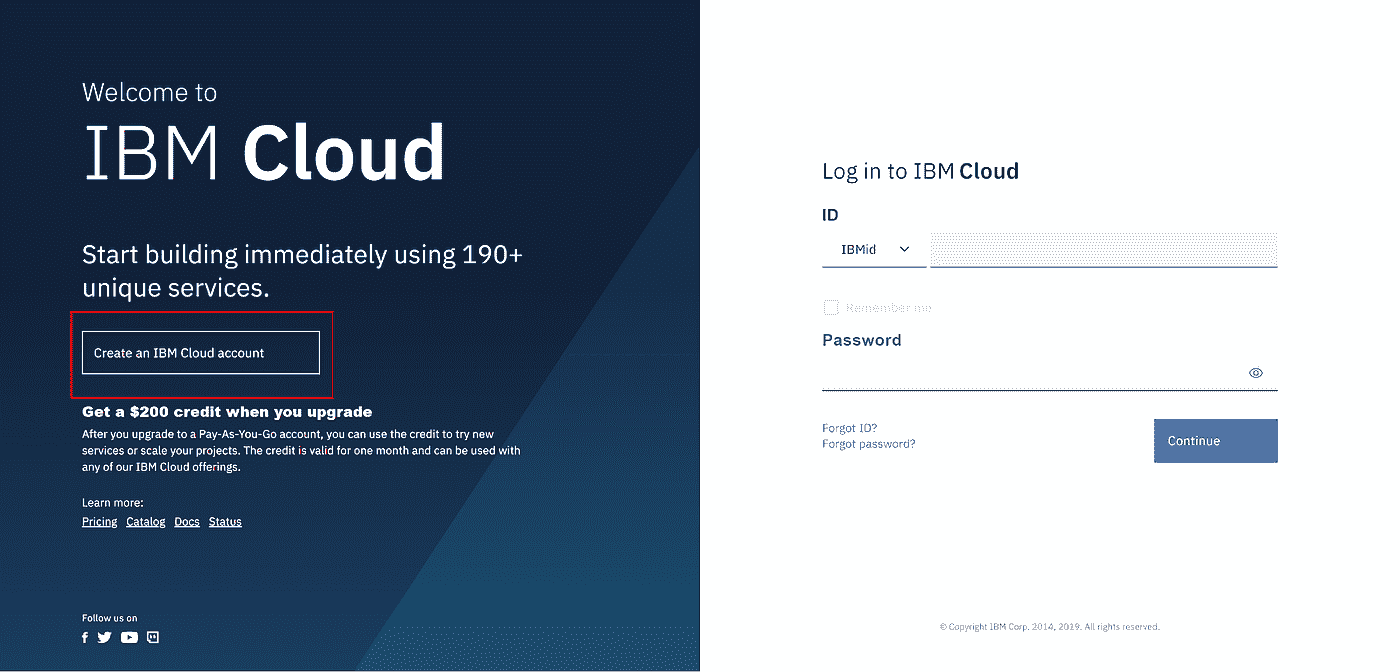 Welcome to
IBM Cloud
Start building immediately using 190+
unique services.
Create an IBM Cloud account
Get a $200 credit when you upgrade
After you upgrade to a Pay-As-You-Go account, you can use the credit to try new
services or scale your projects. The credit is valid for one month and can be used with
any of our IBM Cloud offerings.
Learn more:
Pricing Catalog Docs Status
Follow us on
Log in to IBM Cloud
ID
IBMid
Remember me
Password
Forgot ID?
Forgot password?
Continue
© Copyright IBM Corp. 2014, 2019. All rights reserved.